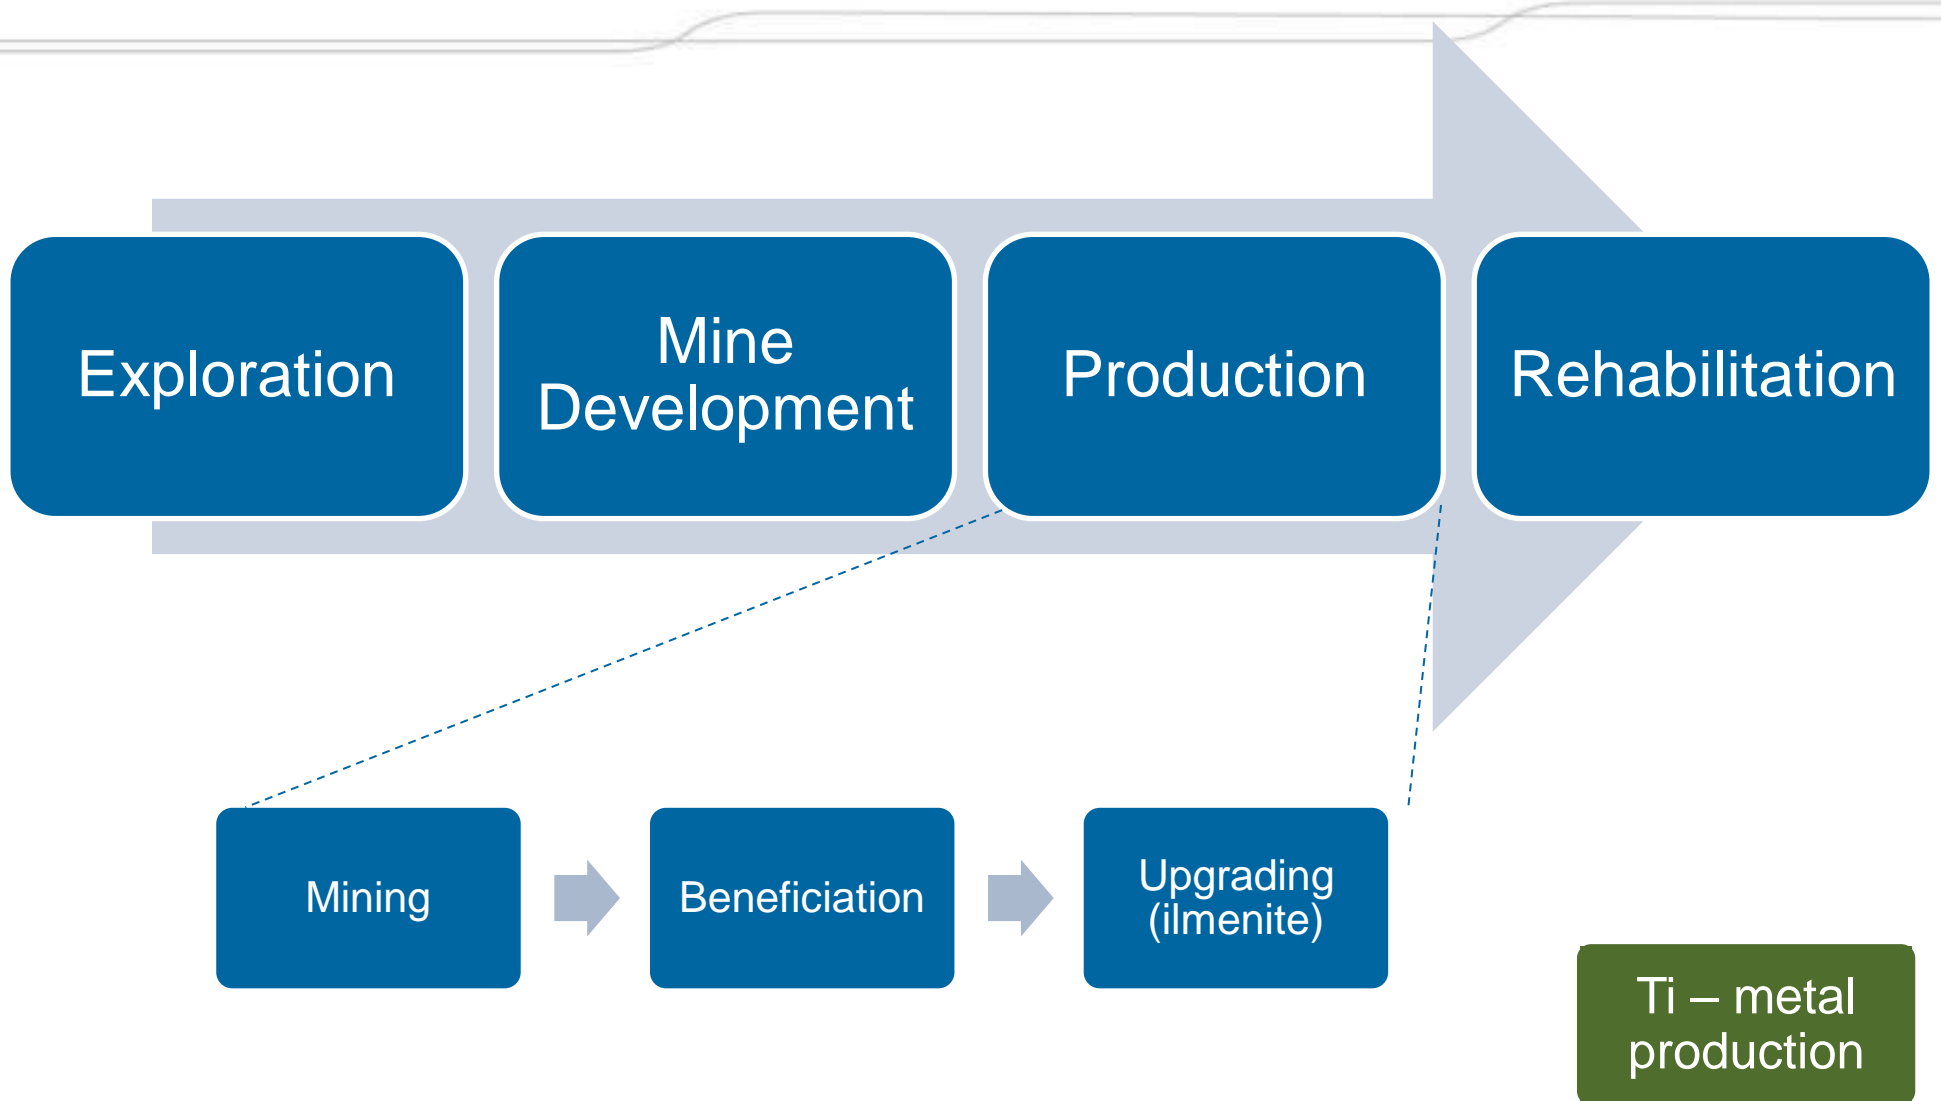 Exploration
Mine
Development
Production
Rehabilitation
Mining
Beneficiation
Upgrading
(ilmenite)
Ti – metal
production